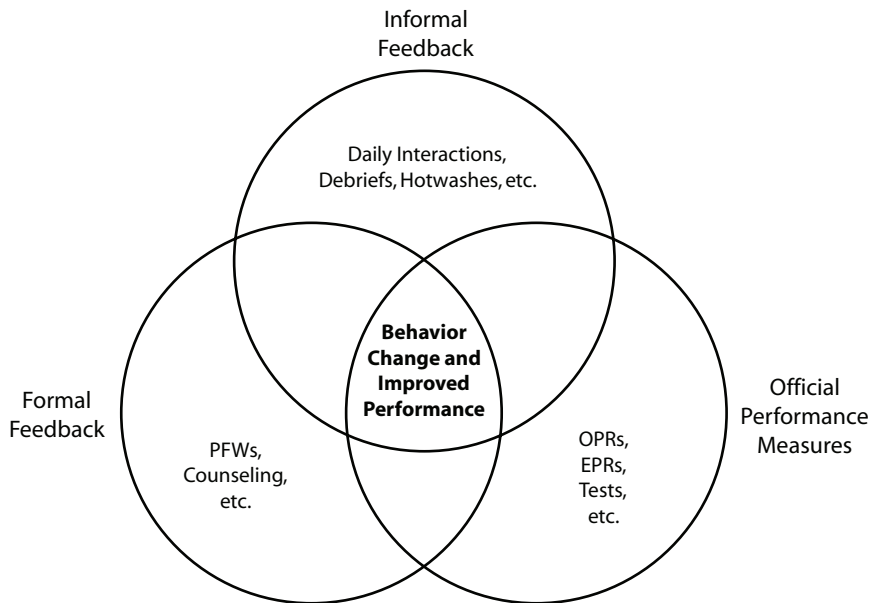 Informal
Feedback
Daily Interactions,
Debriefs, Hotwashes, etc.
Behavior
Change and
Improved
Performance
Formal
Feedback
Official
Performance
Measures
PFWs,
Counseling,
etc.
OPRs,
EPRs,
Tests,
etc.